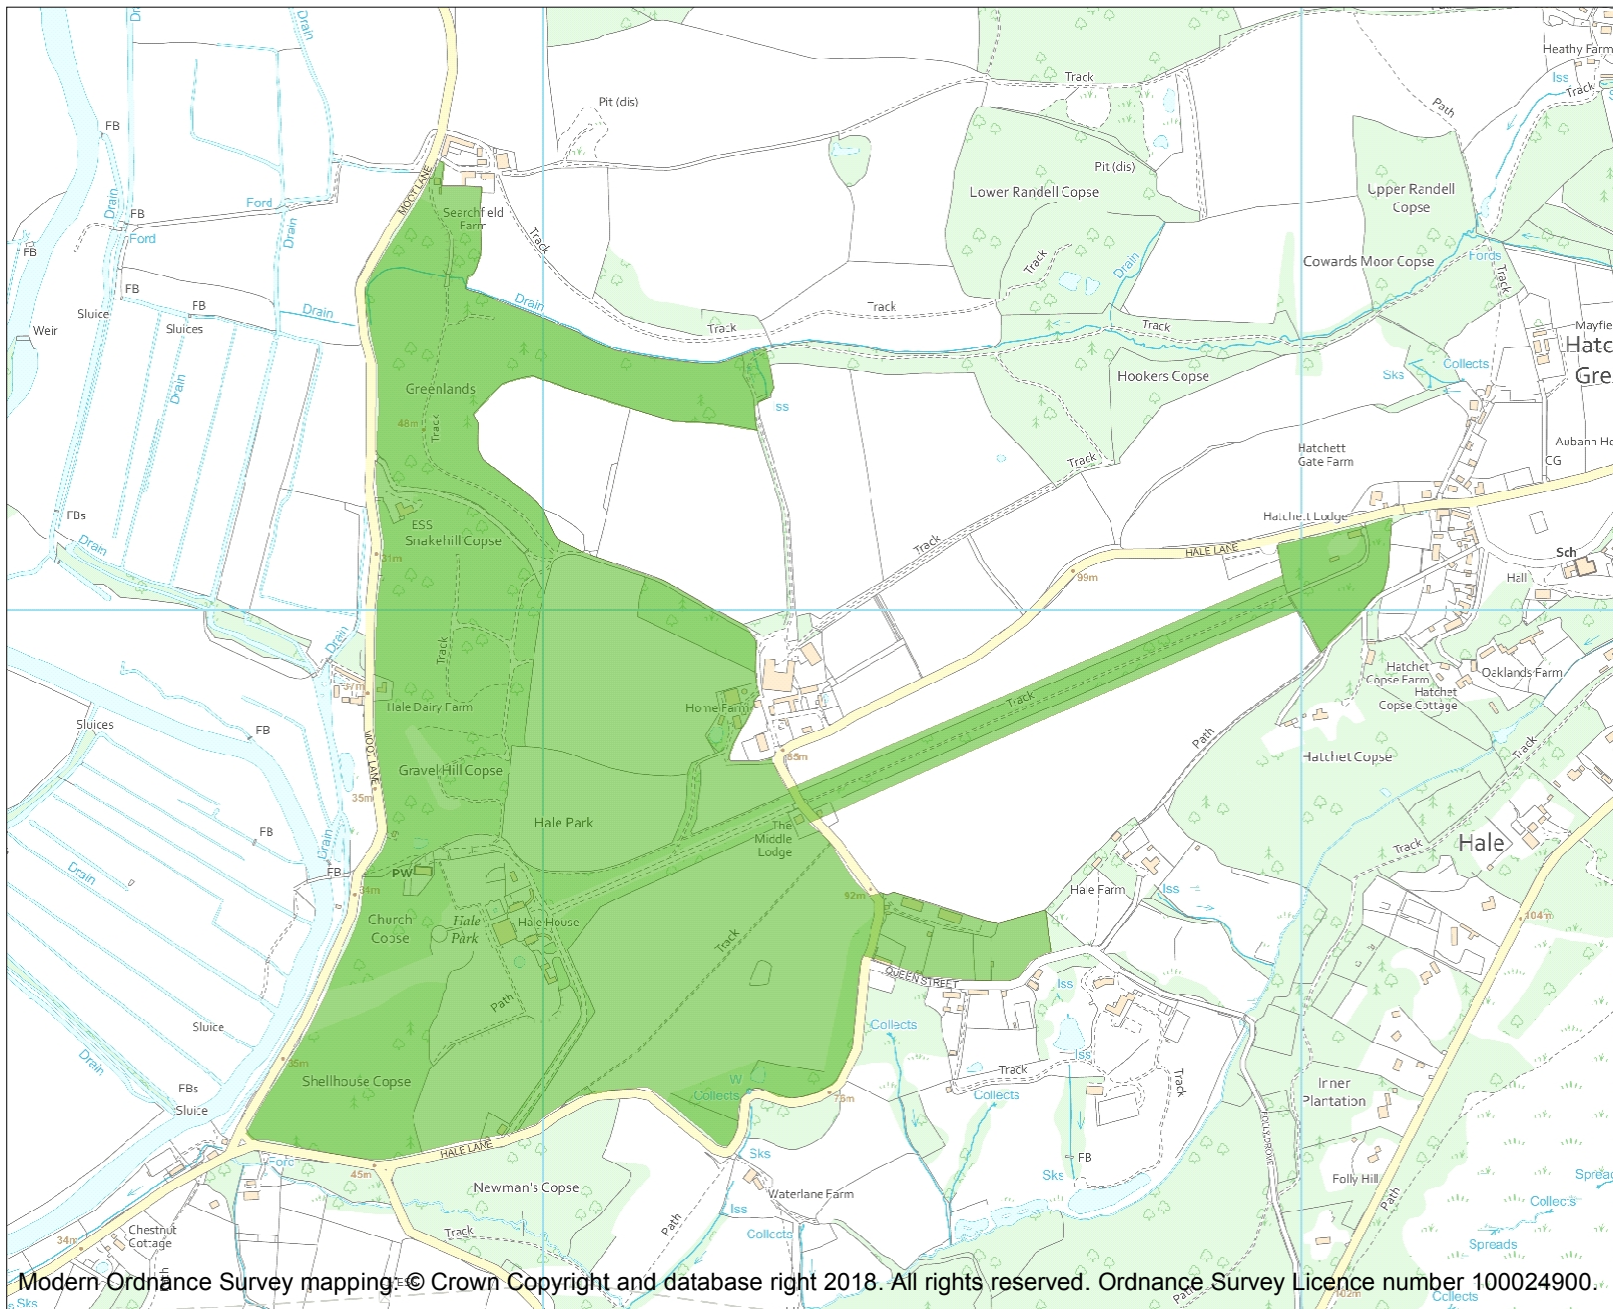 Drain
Drain
Heathy Farm
Track
Iss
Track
Pit (dis)
Path
FB
Pit (dis)
MOOT LANE
Lower Randell Copse
Upper Randell
Copse
Drain
Ford
FB
Searchfield
Farm
Drain
Ford
Track
FB
Track
Drain
Cowards Moor Copse
Fords
Track
FB
FB
Drain
Drain
Sluice
Sluices
Weir
Track
Track
Track
Mayfie
Hatc
Gre
Collects
Sks
Hookers Copse
Drain
Greenlands
48m
Track
ss
Hatchett
Gate Farm
Track
CG
FBs
Drain
ESS
Snakehill Copse
31m
Hatchett Lodge
Track
HALE LANE
99m
Sch
Hall
Drain
Track
37m
Hale Dairy Farm
Home Farm
Track
Hatchet
Copse Farm
Hatchet
Copse Cottage
Oaklands Farm
Sluices
FB
MOOT LANE
Path
Track
Hatchet Copse
Gravel Hill Copse
35m
Hale Park
The
Middle
Lodge
FB
Drain
Hale
Track
Drain
FB
PW
34m
92m
Hale Farm
Iss
Church
Copse
Hale
Park
Hale House
104m
Track
QUEEN STREET
Iss
Path
Collects
Sluice
Drain
35m
Iss
Shellhouse Copse
W
Collects
Track
Track
Collects
76m
Irner
Plantation
FBs
Sluice
FOLLY DROVE
HALE LANE
45m
Sks
FB
Sks
Folly Hill
Path
Newman's Copse
Waterlane Farm
Iss
Collects
Spreads
Chestnut
Cottage
34m
Track
Path
Modern Ordnance Survey mapping: © Crown Copyright and database right 2018. All rights reserved. Ordnance Survey Licence number 100024900.
Sks
Path
102m
Collects